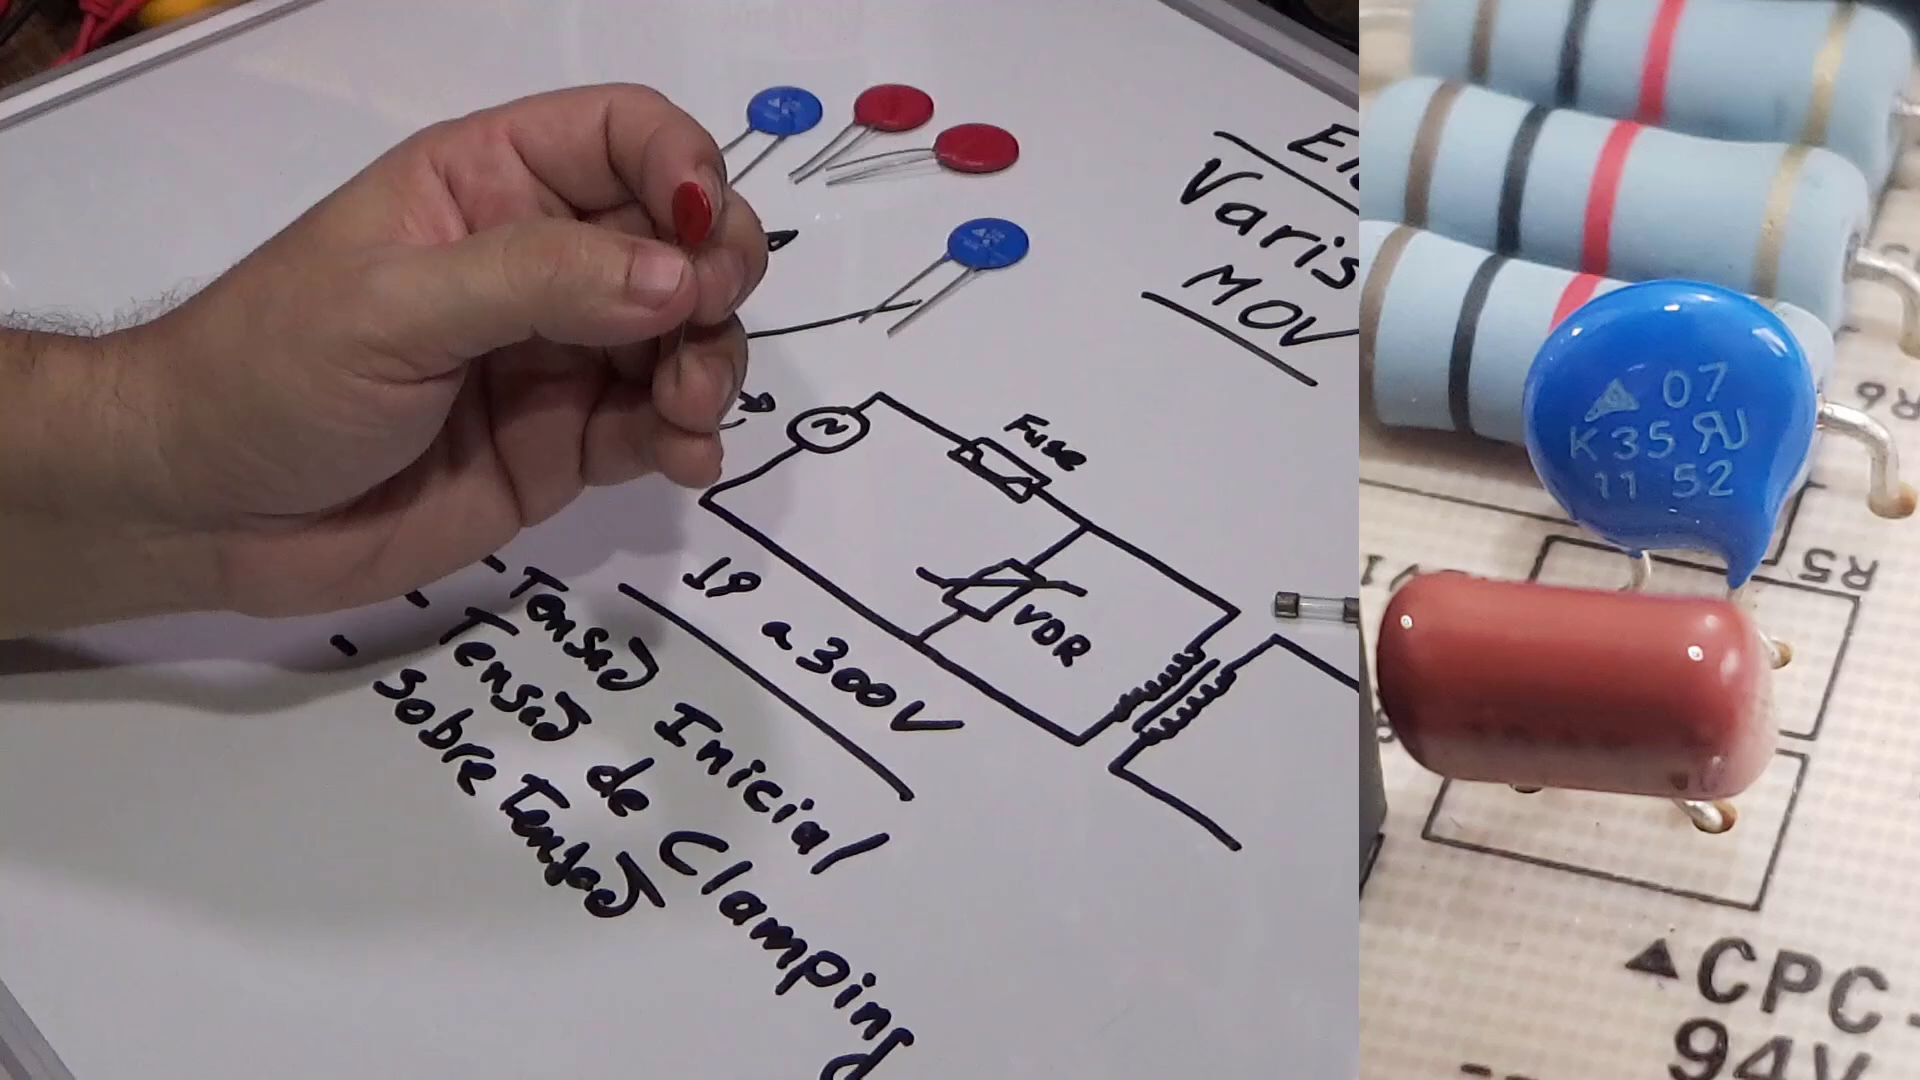 Varis
MOV
Fuse
VDR
19 a 300V
- Tensão Inicial
- Tensão de Clamping
- Sobre Tensão
07
K35
11 52
R6
R5
CPC-
94V